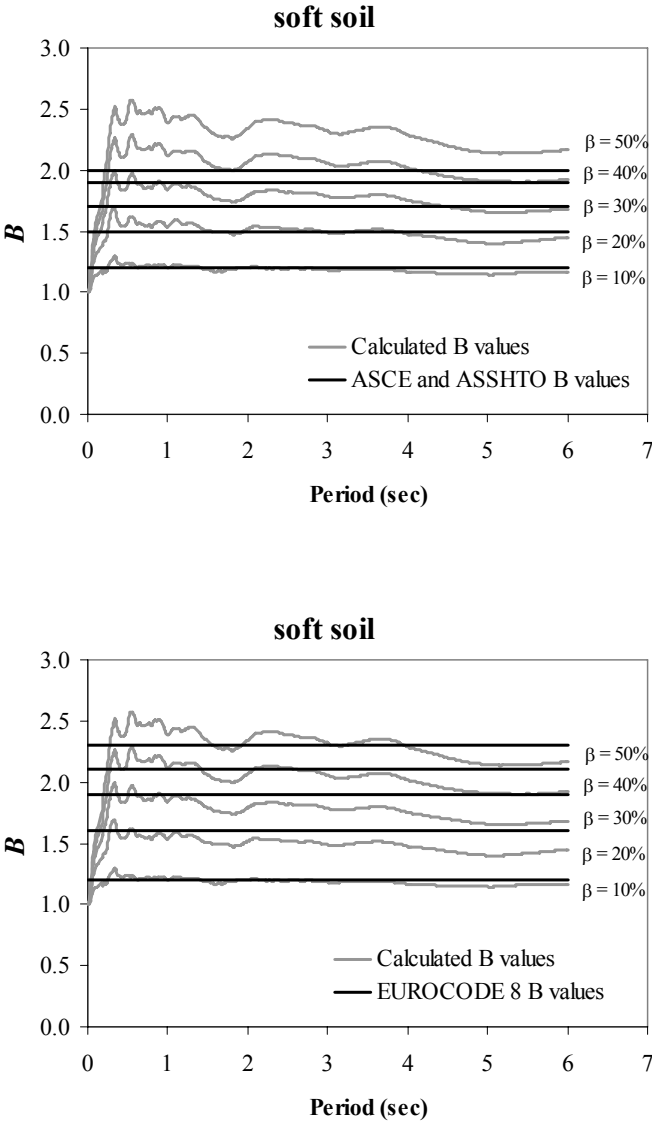 soft soil
3.0
2.5
2.0
1.5
1.0
0.5
0.0
B
β = 50%
β = 40%
β = 30%
β = 20%
β = 10%
Calculated B values
ASCE and ASSHTO B values
0 1 2 3 4 5 6 7
Period (sec)
soft soil
3.0
2.5
2.0
1.5
1.0
0.5
0.0
B
β = 50%
β = 40%
β = 30%
β = 20%
β = 10%
Calculated B values
EUROCODE 8 B values
0 1 2 3 4 5 6 7
Period (sec)